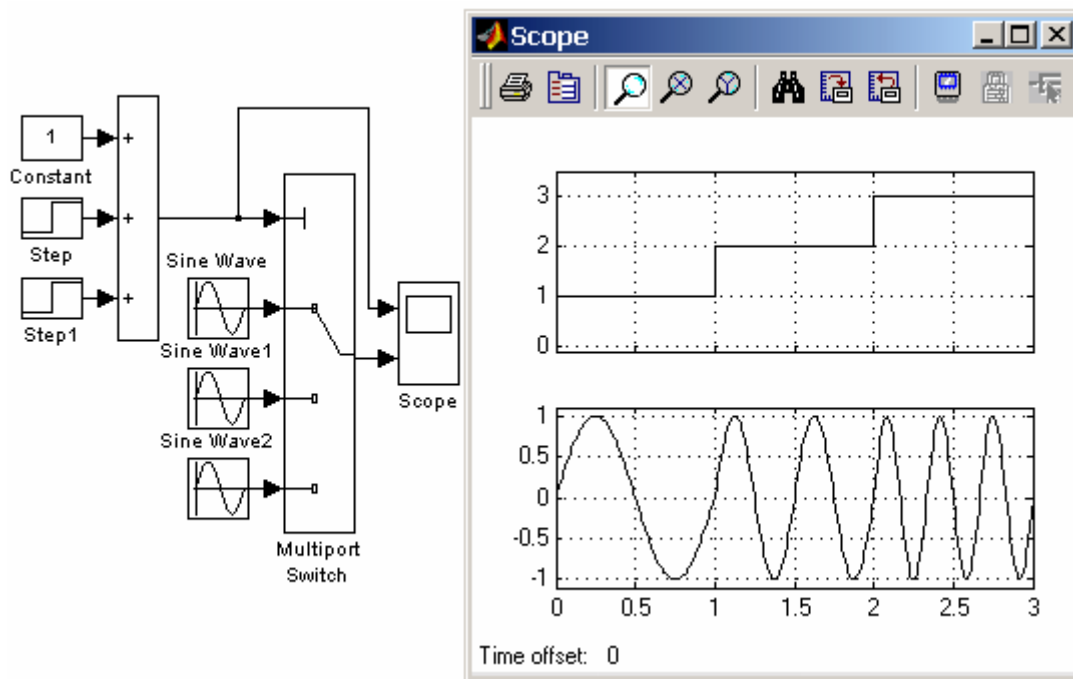 Scope
1
Constant
+
Step
+
Step1
+
Sine Wave
Sine Wave1
Sine Wave2
Multiport
Switch
Scope
3
2
1
0
1
0.5
0
-0.5
-1
0 0.5 1 1.5 2 2.5 3
Time offset: 0